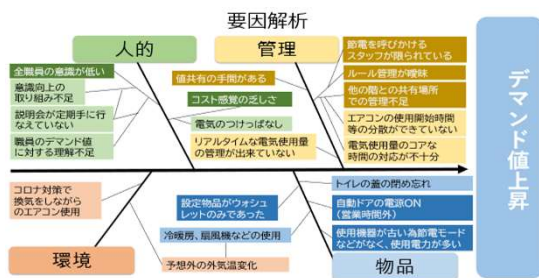 要因解析
人的
全職員の意識が低い
意識向上の
取り組み不足
説明会が定期手に行
なえていない
職員のデマンド値
に対する理解不足
管理
値共有の手間がある
コスト感覚の乏しさ
電気のつけっぱなし
リアルタイムな電気使用量
の管理が出来ていない
節電を呼びかける
スタッフが限られている
ルール管理が曖昧
他の階との共有場所
での管理不足
エアコンの使用開始時間
等の分散ができていない
電気使用量のコアな
時間の対応が不十分
デマンド値上昇
コロナ対策で
換気をしながら
のエアコン使用
環境
設定物品がウォシュ
レットのみであった
冷暖房、扇風機などの使用
予想外の外気温変化
トイレの蓋の閉め忘れ
自動ドアの電源ON
(営業時間外)
使用機器が古い為節電モード
などがなく、使用電力が多い
物品